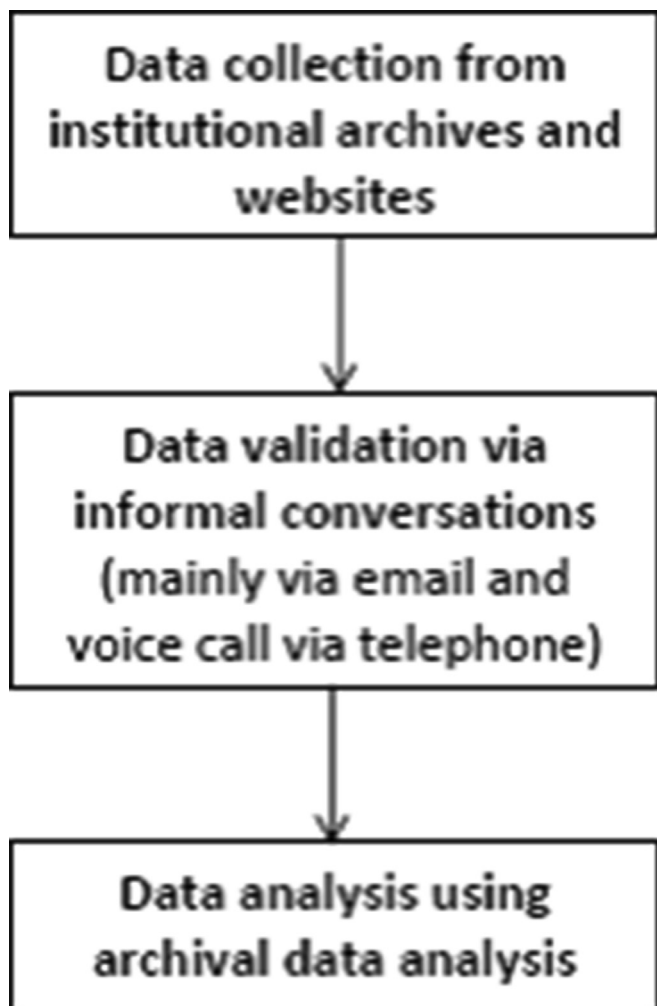 Data collection from
institutional archives and
websites
Data validation via
informal conversations
(mainly via email and
voice call via telephone)
Data analysis using
archival data analysis